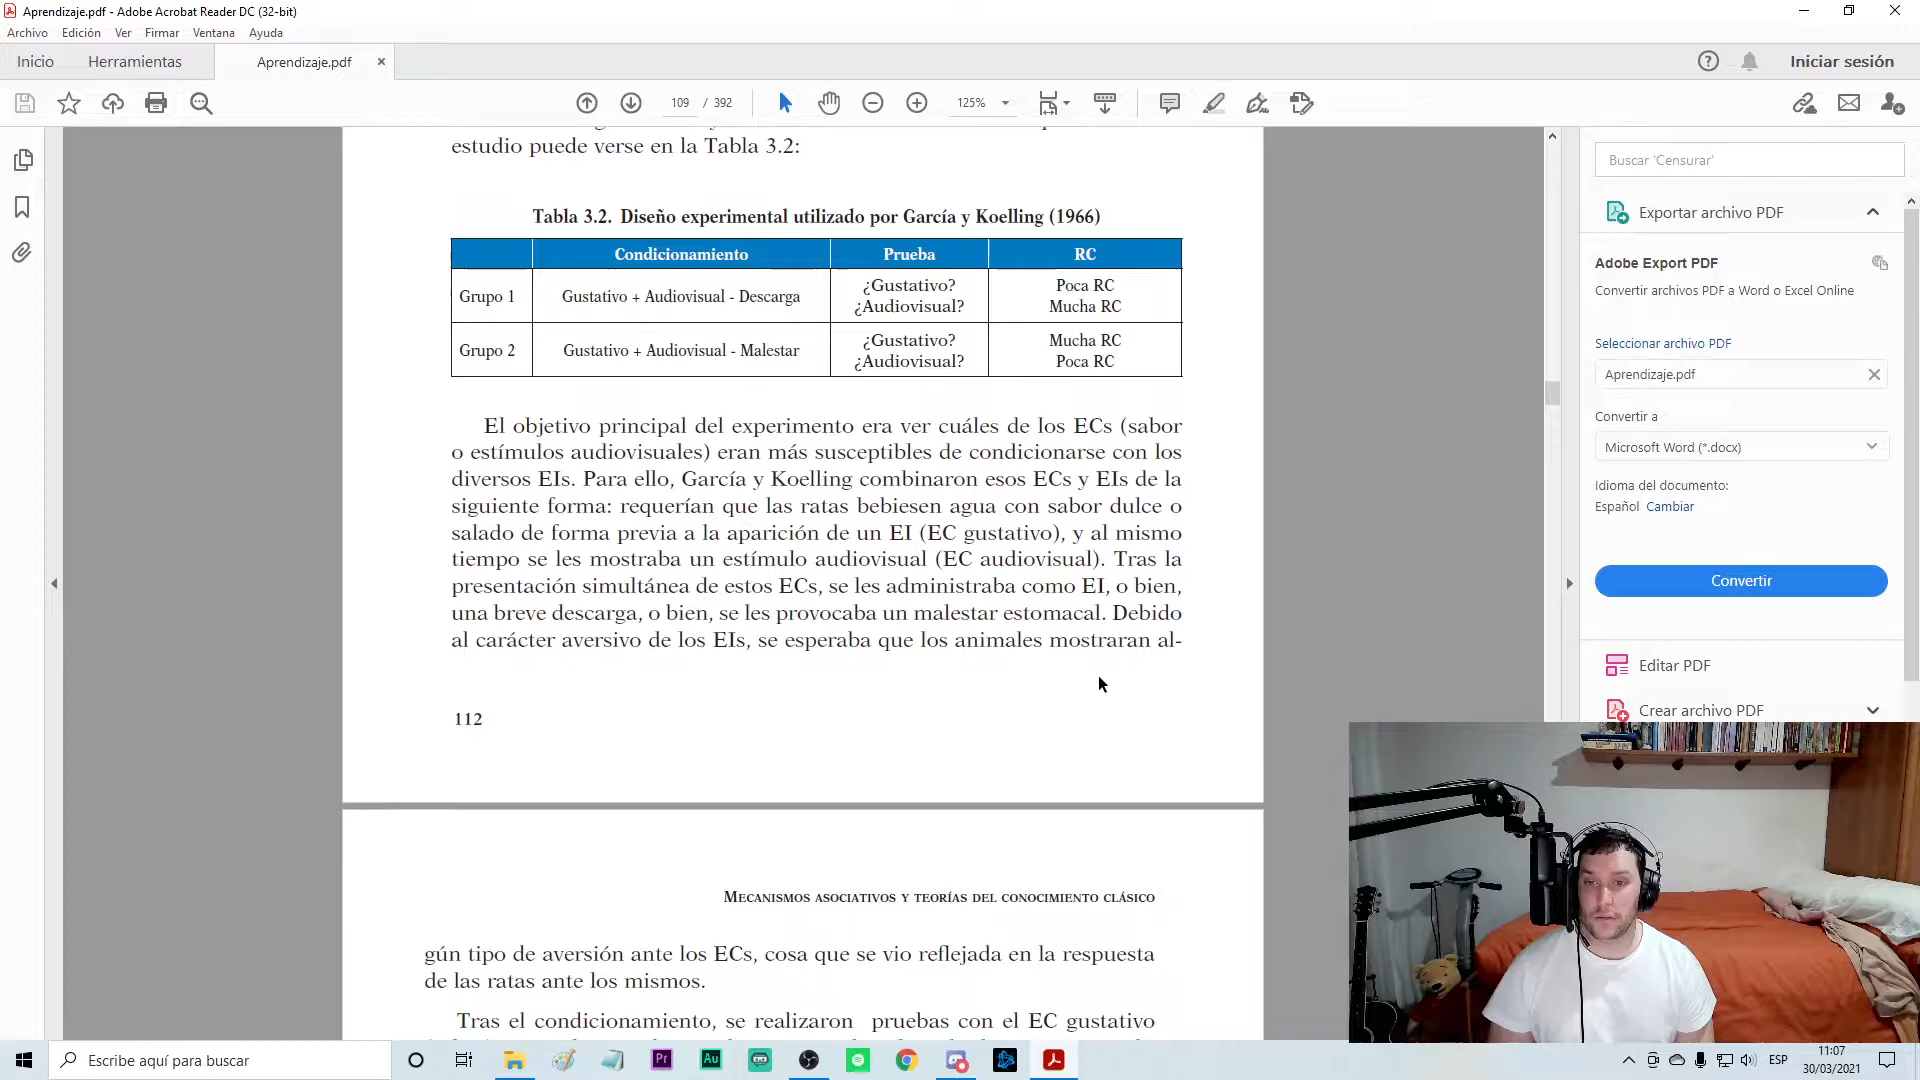 Aprendizaje.pdf - Adobe Acrobat Reader DC (32-bit)
Archivo Edición Ver Firmar Ventana Ayuda
Inicio Herramientas Aprendizaje.pdf Iniciar sesión
109 / 392 125%
estudio puede verse en la Tabla 3.2:
Tabla 3.2. Diseño experimental utilizado por García y Koelling (1966)
Condicionamiento Prueba RC
Grupo 1 Gustativo + Audiovisual - Descarga ¿Gustativo? Poca RC
¿Audiovisual? Mucha RC
Grupo 2 Gustativo + Audiovisual - Malestar ¿Gustativo? Mucha RC
¿Audiovisual? Poca RC
El objetivo principal del experimento era ver cuáles de los ECs (sabor
o estímulos audiovisuales) eran más susceptibles de condicionarse con los
diversos EIs. Para ello, García y Koelling combinaron esos ECs y EIs de la
siguiente forma: requerían que las ratas bebiesen agua con sabor dulce o
salado de forma previa a la aparición de un EI (EC gustativo), y al mismo
tiempo se les mostraba un estímulo audiovisual (EC audiovisual). Tras la
presentación simultánea de estos ECs, se les administraba como EI, o bien,
una breve descarga, o bien, se les provocaba un malestar estomacal. Debido
al carácter aversivo de los EIs, se esperaba que los animales mostraran al-
112
MECANISMOS ASOCIATIVOS Y TEORÍAS DEL CONOCIMIENTO CLÁSICO
gún tipo de aversión ante los ECs, cosa que se vio reflejada en la respuesta
de las ratas ante los mismos.
Tras el condicionamiento, se realizaron pruebas con el EC gustativo
Buscar 'Censurar'
Exportar archivo PDF
Adobe Export PDF
Convertir archivos PDF a Word o Excel Online
Seleccionar archivo PDF
Aprendizaje.pdf
Convertir a
Microsoft Word (*.docx)
Idioma del documento:
Español Cambiar
Convertir
Editar PDF
Crear archivo PDF
Escribe aquí para buscar
Pr
Au
ESP
11:07
30/03/2021